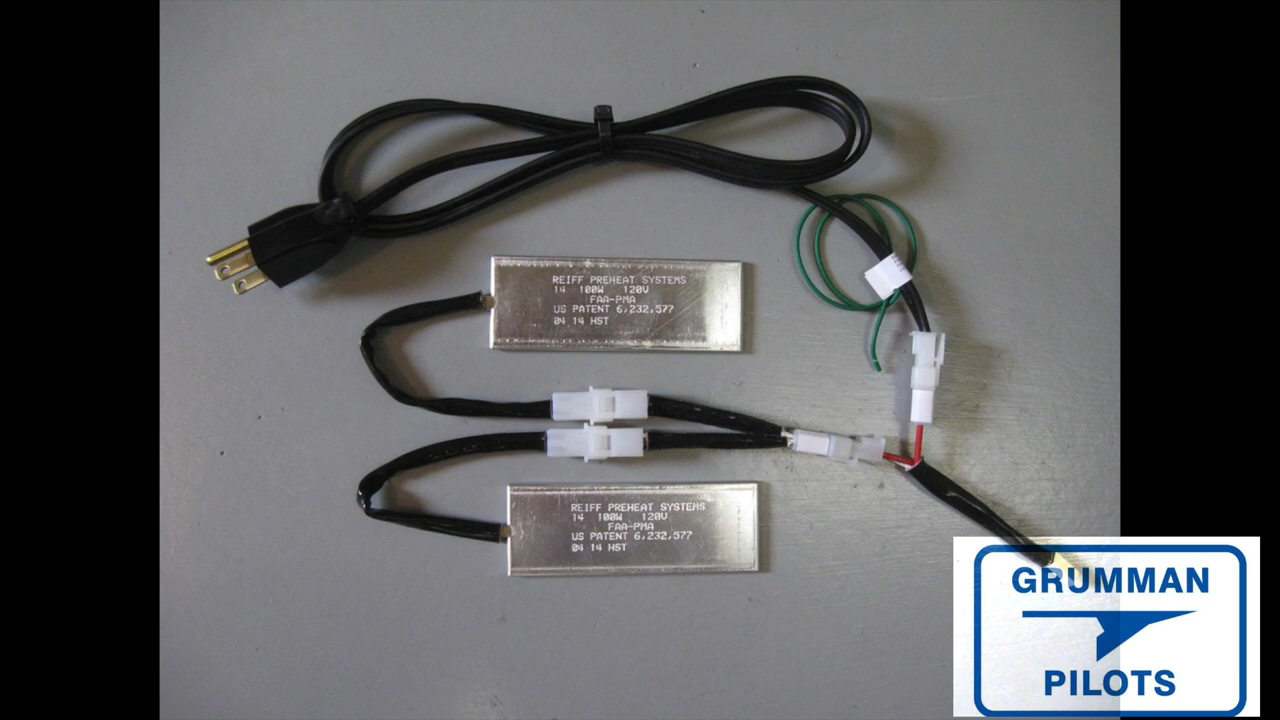 REIFF PREHEAT SYSTEMS
14 100W 120V
FAA-PMA
US PATENT 6,232,577
04 14 HST
REIFF PREHEAT SYSTEMS
14 100W 120V
FAA-PMA
US PATENT 6,232,577
04 14 HST
GRUMMAN
PILOTS